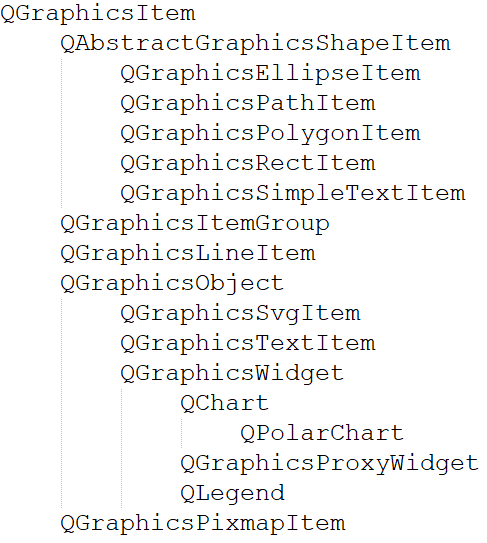 QGraphicsItem
QAbstractGraphicsShapeItem
QGraphicsEllipseItem
QGraphicsPathItem
QGraphicsPolygonItem
QGraphicsRectItem
QGraphicsSimpleTextItem
QGraphicsItemGroup
QGraphicsLineItem
QGraphicsObject
QGraphicsSvgItem
QGraphicsTextItem
QGraphicsWidget
QChart
QPolarChart
QGraphicsProxyWidget
QLegend
QGraphicsPixmapItem